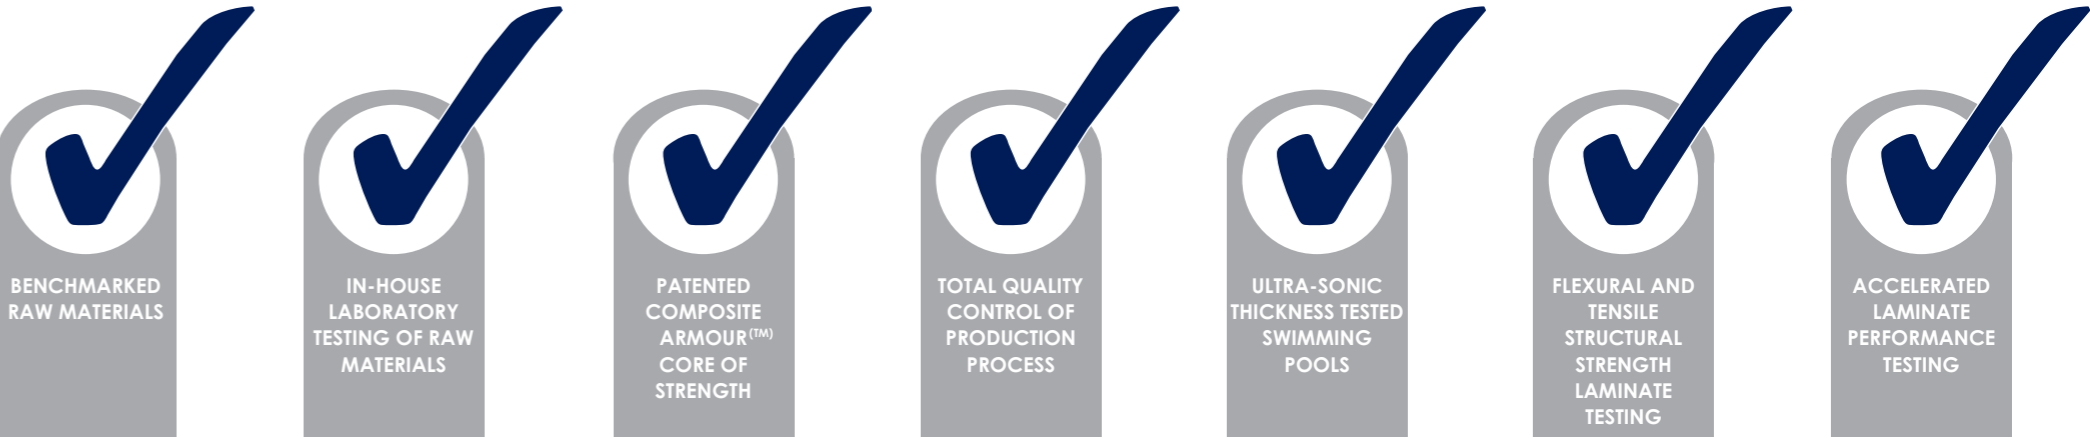 BENCHMARKED
RAW MATERIALS
IN-HOUSE
LABORATORY
TESTING OF RAW
MATERIALS
PATENTED
COMPOSITE
ARMOUR(TM)
CORE OF
STRENGTH
TOTAL QUALITY
CONTROL OF
PRODUCTION
PROCESS
ULTRA-SONIC
THICKNESS TESTED
SWIMMING
POOLS
FLEXURAL AND
TENSILE
STRUCTURAL
STRENGTH
LAMINATE
TESTING
ACCELERATED
LAMINATE
PERFORMANCE
TESTING